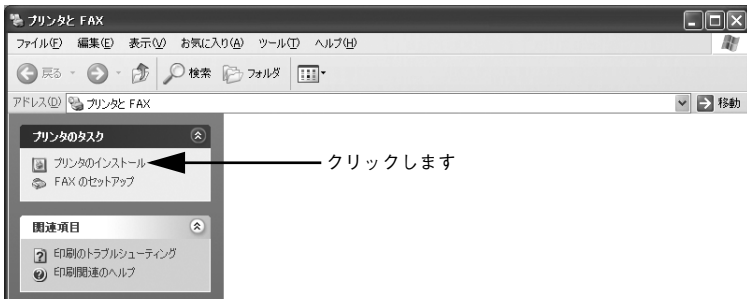 プリンタと FAX
ファイル(F) 編集(E) 表示(V) お気に入り(A) ツール(T) ヘルプ(H)
戻る 検索 フォルダ
アドレス(D) プリンタと FAX 移動
プリンタのタスク
プリンタのインストール
クリックします
FAX のセットアップ
関連項目
印刷のトラブルシューティング
印刷関連のヘルプ